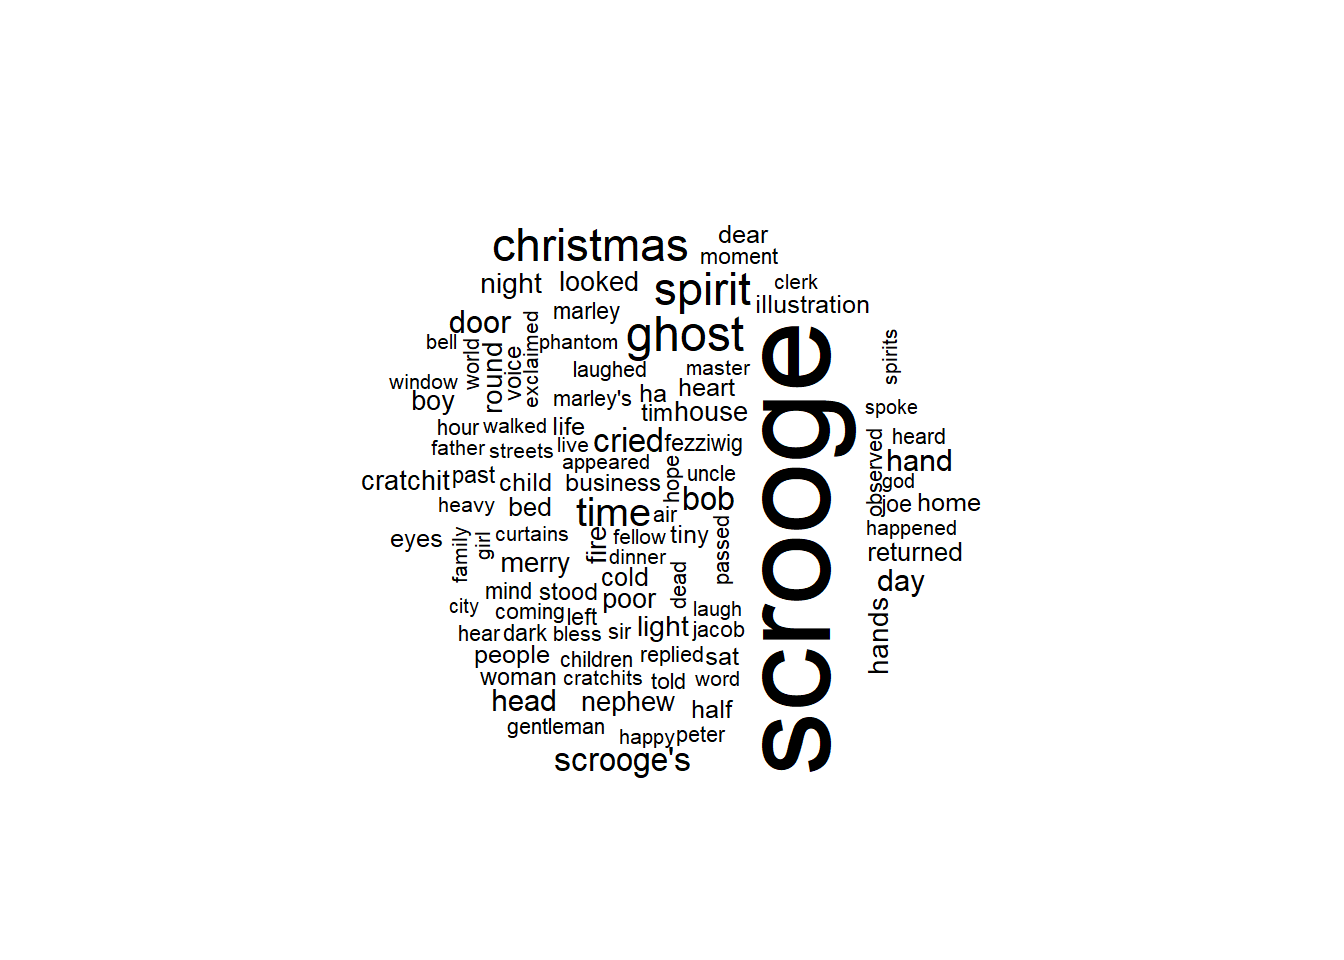 christmas
dear
moment
night
looked
spirit
clerk
illustration
marley
door
ghost
bell
world
round
voice
exclaimed
phantom
scrooge
spirits
laughed
master
window
boy
marley's
ha
heart
tim
house
spoke
hour
walked
life
father
streets
live
cried
fezziwig
observed
heard
hand
appeared
cratchit
past
child
business
hope
uncle
god
heavy
bed
time
air
bob
joe
home
happened
eyes
family
girl
curtains
merry
fire
fellow
tiny
passed
dinner
returned
cold
dead
day
mind
stood
poor
city
coming
left
laugh
hands
hear
dark
bless
sir
light
jacob
people
children
replied
sat
woman
cratchits
told
word
head
nephew
half
gentleman
happy
peter
scrooge's